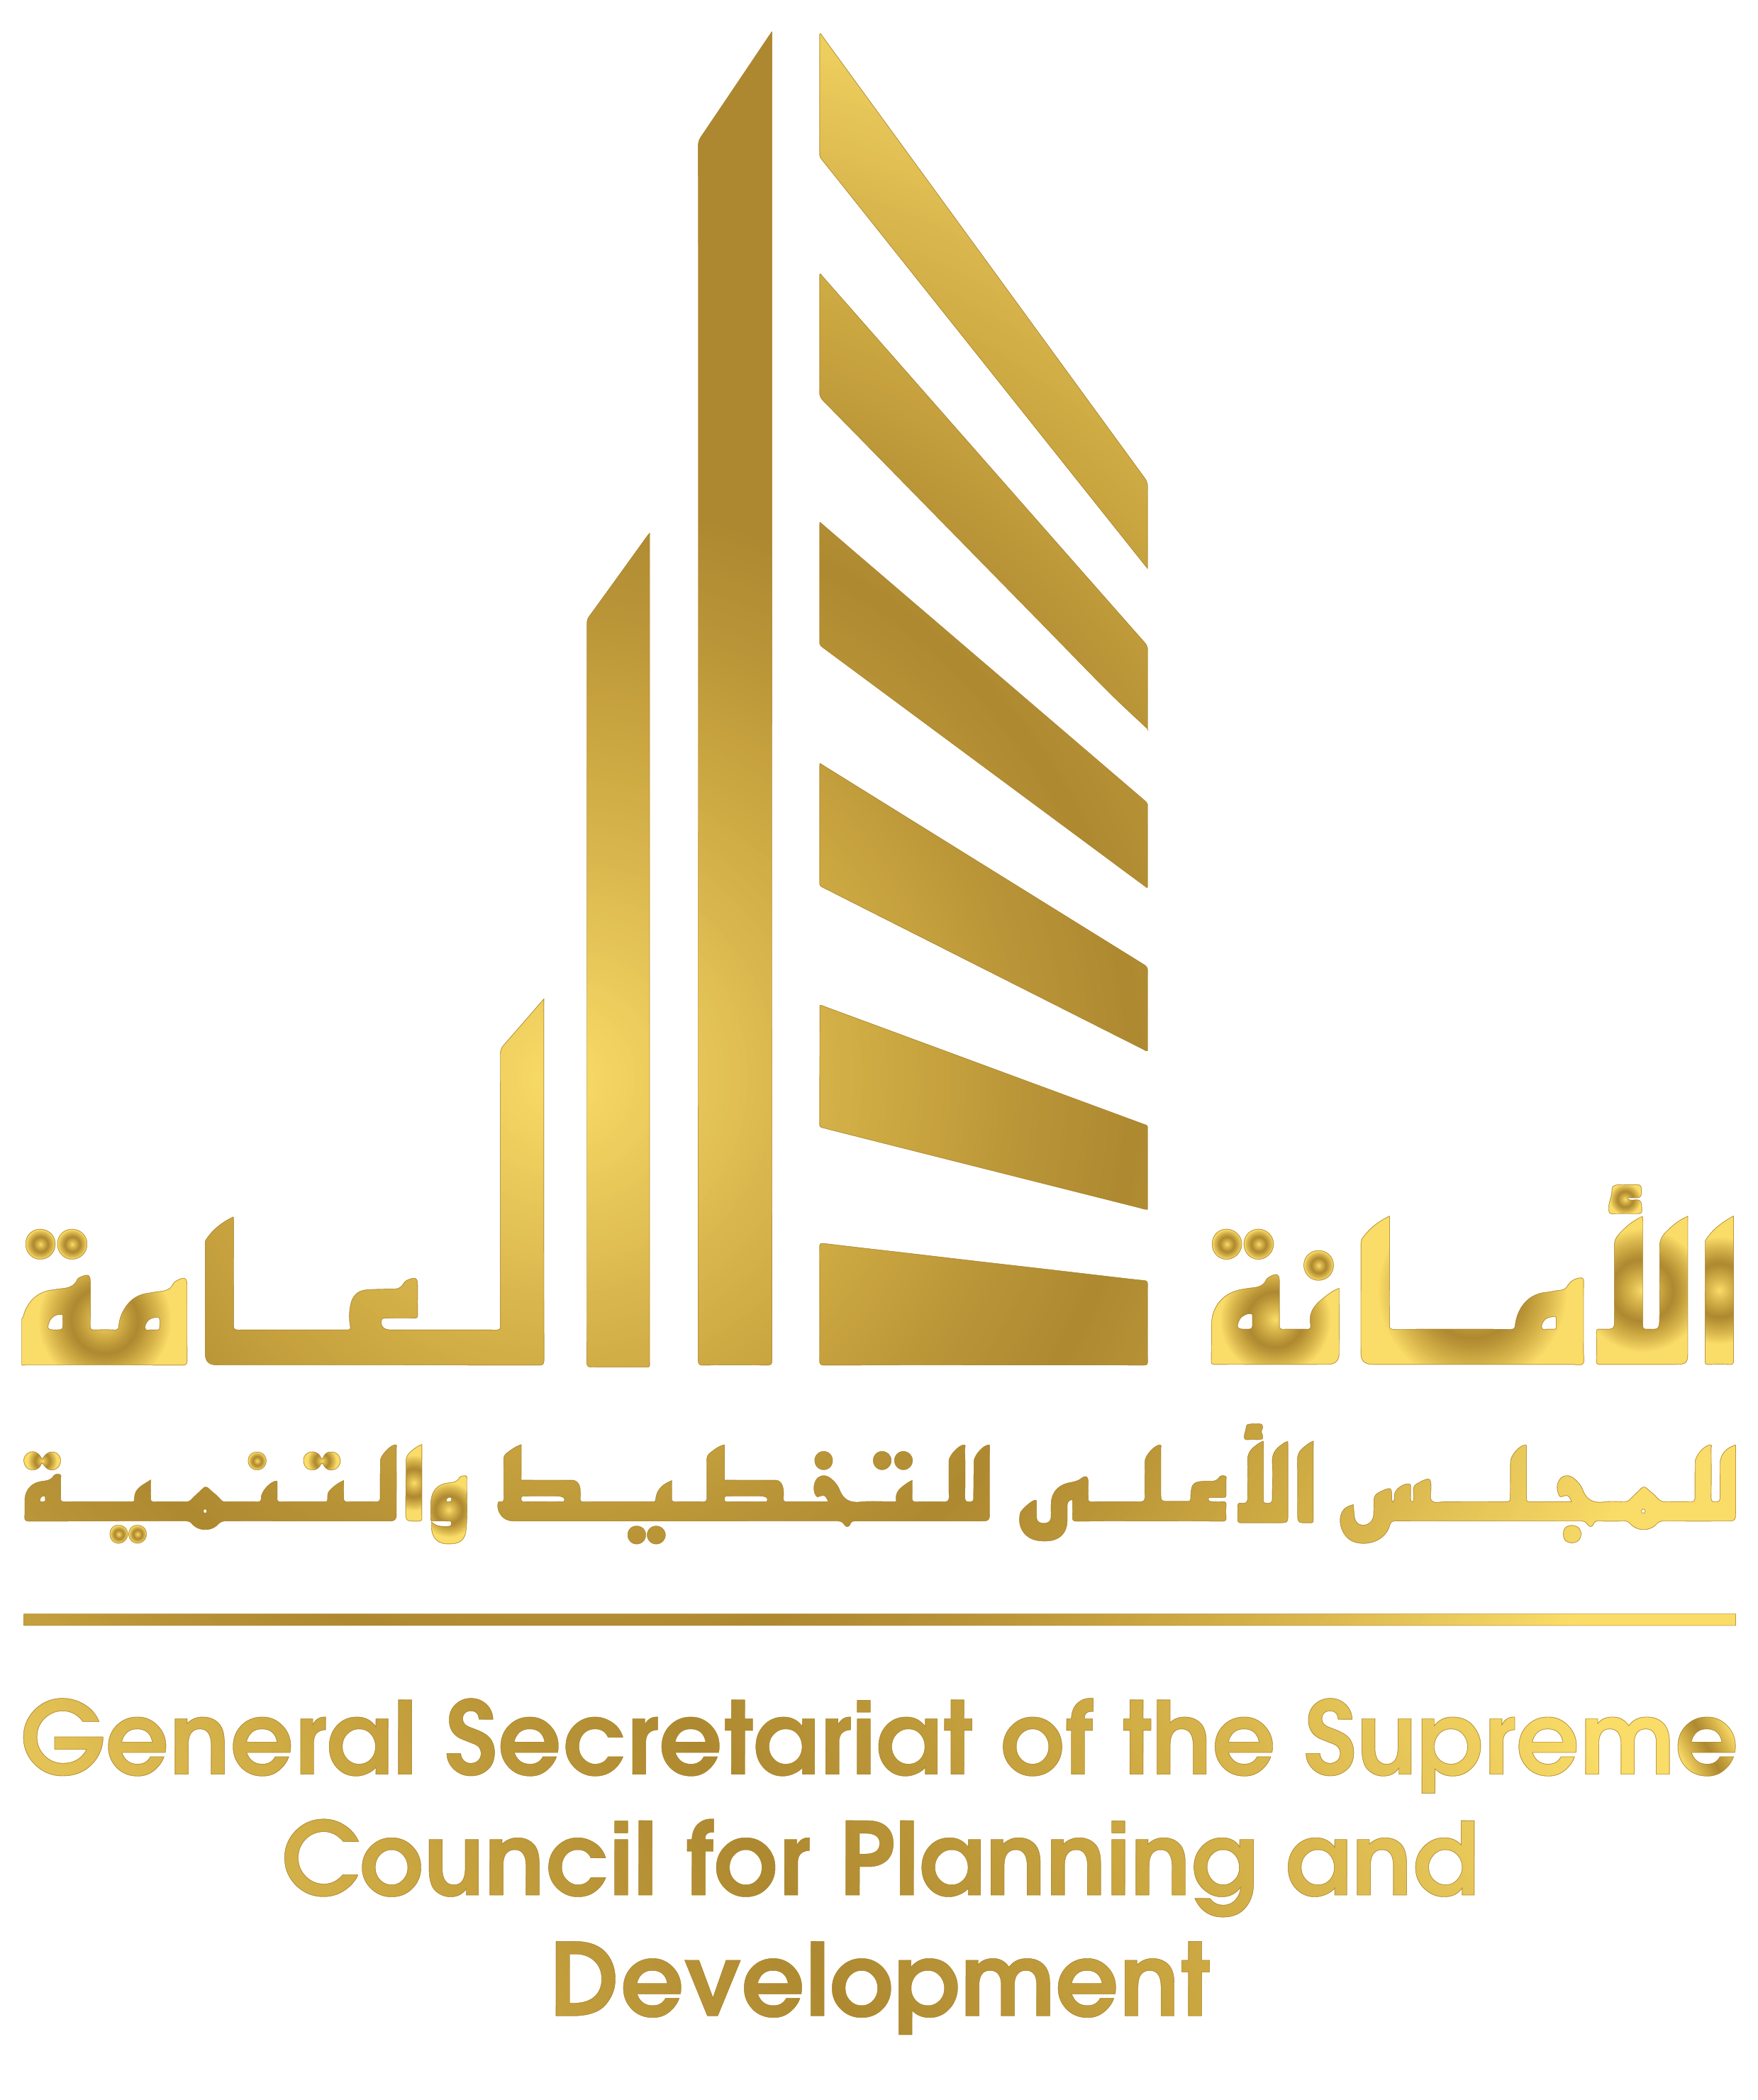 الأمانة العامة
للمجلس الأعلى للتخطيط والتنمية
General Secretariat of the Supreme
Council for Planning and
Development